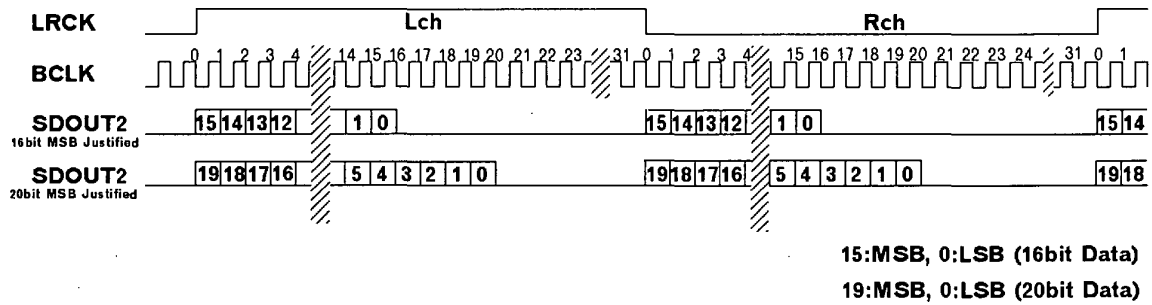 LRCK Lch Rch
0 1 2 3 4 14 15 16 17 18 19 20 21 22 23 31 0 1 2 3 4 15 16 17 18 19 20 21 22 23 24 31 0 1
BCLK
SDOUT2 15 14 13 12 1 0 15 14 13 12 1 0 15 14
16bit MSB Justified
SDOUT2 19 18 17 16 5 4 3 2 1 0 19 18 17 16 5 4 3 2 1 0 19 18
20bit MSB Justified
15:MSB, 0:LSB (16bit Data)
19:MSB, 0:LSB (20bit Data)